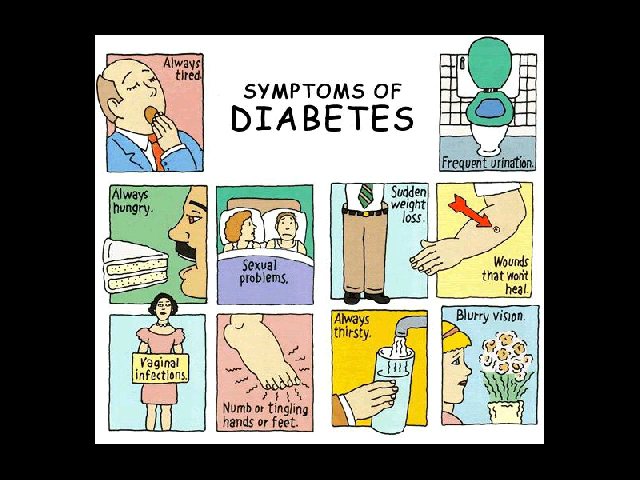 SYMPTOMS OF
DIABETES
Always
tired.
Frequent urination.
Always
hungry.
Sexual
problems.
Sudden
weight
loss.
Wounds
that won't
heal.
Vaginal
infections.
Numb or tingling
hands or feet.
Always
thirsty.
Blurry vision.